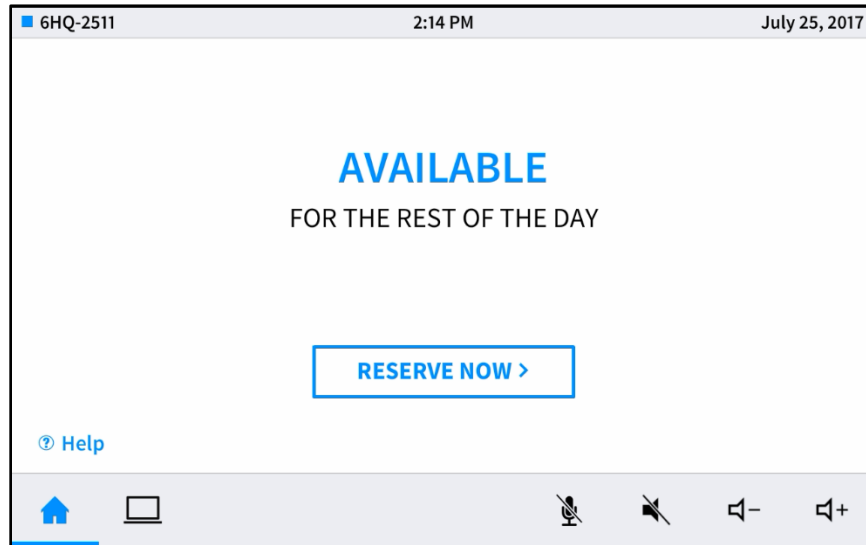 6HQ-2511 2:14 PM July 25, 2017
AVAILABLE
FOR THE REST OF THE DAY
RESERVE NOW >
? Help